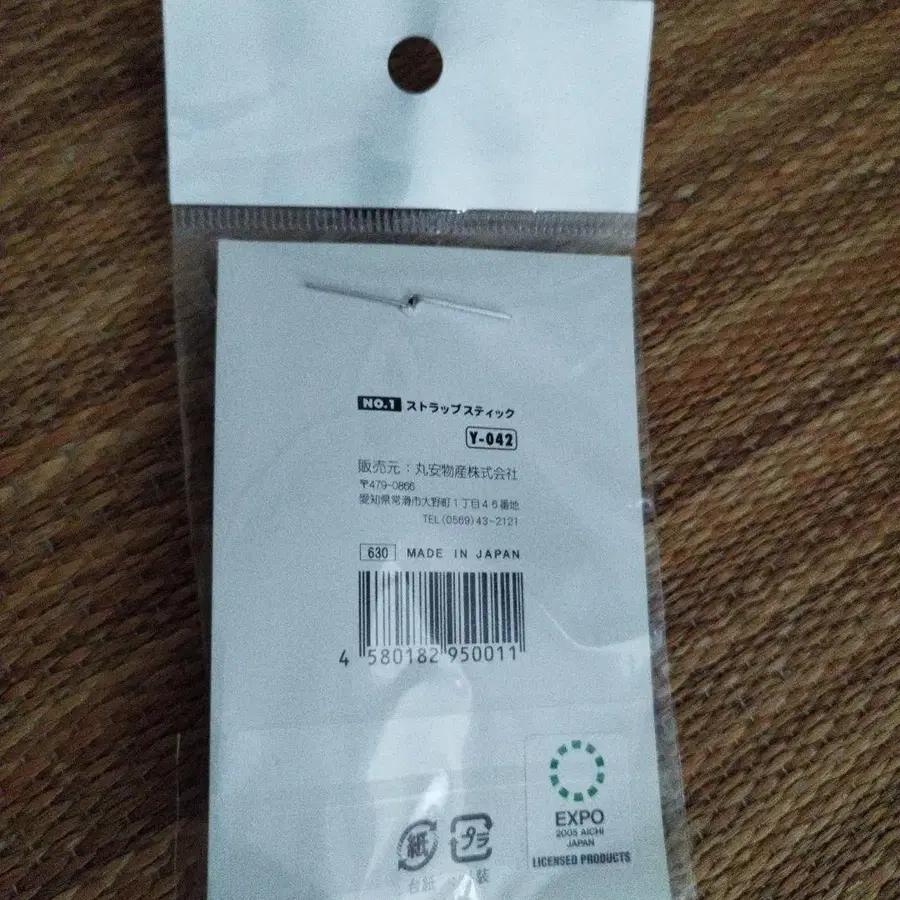 NO.1 ストラップスティック
Y-042
販売元：丸安物産株式会社
〒479-0866
愛知県常滑市大野町1丁目46番地
TEL(0569)43-2121
630 MADE IN JAPAN
4 580182 950011
紙 プラ
台紙 装
EXPO
2005 AICHI
JAPAN
LICENSED PRODUCTS